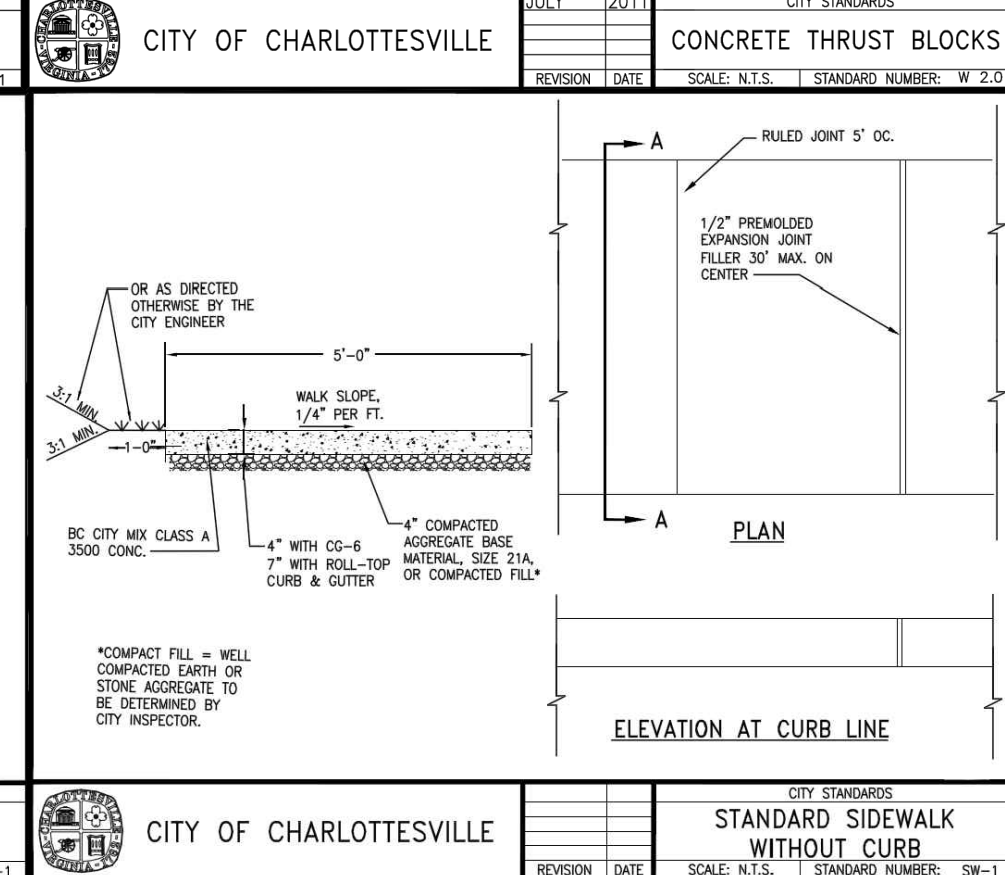 JULY 2011
CITY STANDARDS
CITY OF CHARLOTTESVILLE
CONCRETE THRUST BLOCKS
REVISION DATE
SCALE: N.T.S.
STANDARD NUMBER: W 2.0
A
RULED JOINT 5' OC.
1/2" PREMOLDED
EXPANSION JOINT
FILLER 30' MAX. ON
CENTER
OR AS DIRECTED
OTHERWISE BY THE
CITY ENGINEER
5'-0"
WALK SLOPE,
1/4" PER FT.
3:1 MIN.
3:1 MIN.
1-0"
BC CITY MIX CLASS A
3500 CONC.
4" WITH CG-6
7" WITH ROLL-TOP
CURB & GUTTER
4" COMPACTED
AGGREGATE BASE
MATERIAL, SIZE 21A,
OR COMPACTED FILL*
A
PLAN
*COMPACT FILL = WELL
COMPACTED EARTH OR
STONE AGGREGATE TO
BE DETERMINED BY
CITY INSPECTOR.
ELEVATION AT CURB LINE
CITY STANDARDS
CITY OF CHARLOTTESVILLE
STANDARD SIDEWALK
WITHOUT CURB
REVISION DATE
SCALE: N.T.S.
STANDARD NUMBER: SW-1